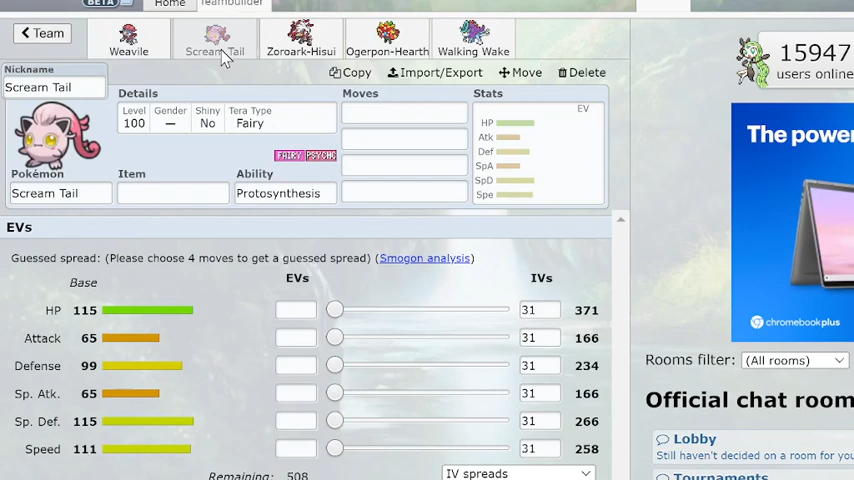 BETA Home Teambuilder
Team Weavile Scream Tail Zoroark-Hisui Ogerpon-Hearth Walking Wake
15947
users online
Nickname
Scream Tail
Copy Import/Export Move Delete
Details Moves Stats
EV
Level Gender Shiny Tera Type
100 — No Fairy
HP
Atk
Def
SpA
SpD
Spe
FAIRY PSYCHC
Pokémon Item Ability
Scream Tail Protosynthesis
The power
chromebookplus
EVs
Guessed spread: (Please choose 4 moves to get a guessed spread) (Smogon analysis)
Base EVs IVs
HP 115 31 371
Attack 65 31 166
Defense 99 31 234
Sp. Atk. 65 31 166
Sp. Def. 115 31 266
Speed 111 31 258
Remaining: 508 IV spreads
Rooms filter: (All rooms)
Official chat room
Lobby
Still haven't decided on a room for you
Tournaments